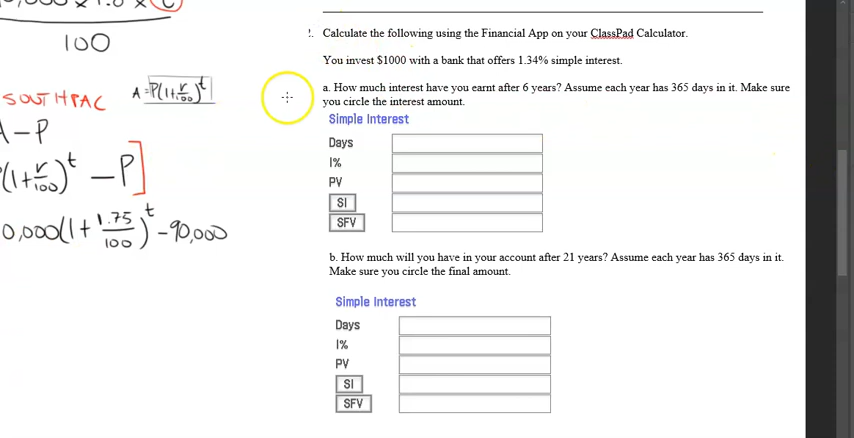 100
SOUTHPAC A = P(1+r/100)^t
A - P
(1+r/100)^t - P]
0,000(1+1.75/100)^t - 90,000
!. Calculate the following using the Financial App on your ClassPad Calculator.
You invest $1000 with a bank that offers 1.34% simple interest.
a. How much interest have you earnt after 6 years? Assume each year has 365 days in it. Make sure
you circle the interest amount.
Simple Interest
Days
I%
PV
SI
SFV
b. How much will you have in your account after 21 years? Assume each year has 365 days in it.
Make sure you circle the final amount.
Simple Interest
Days
I%
PV
SI
SFV